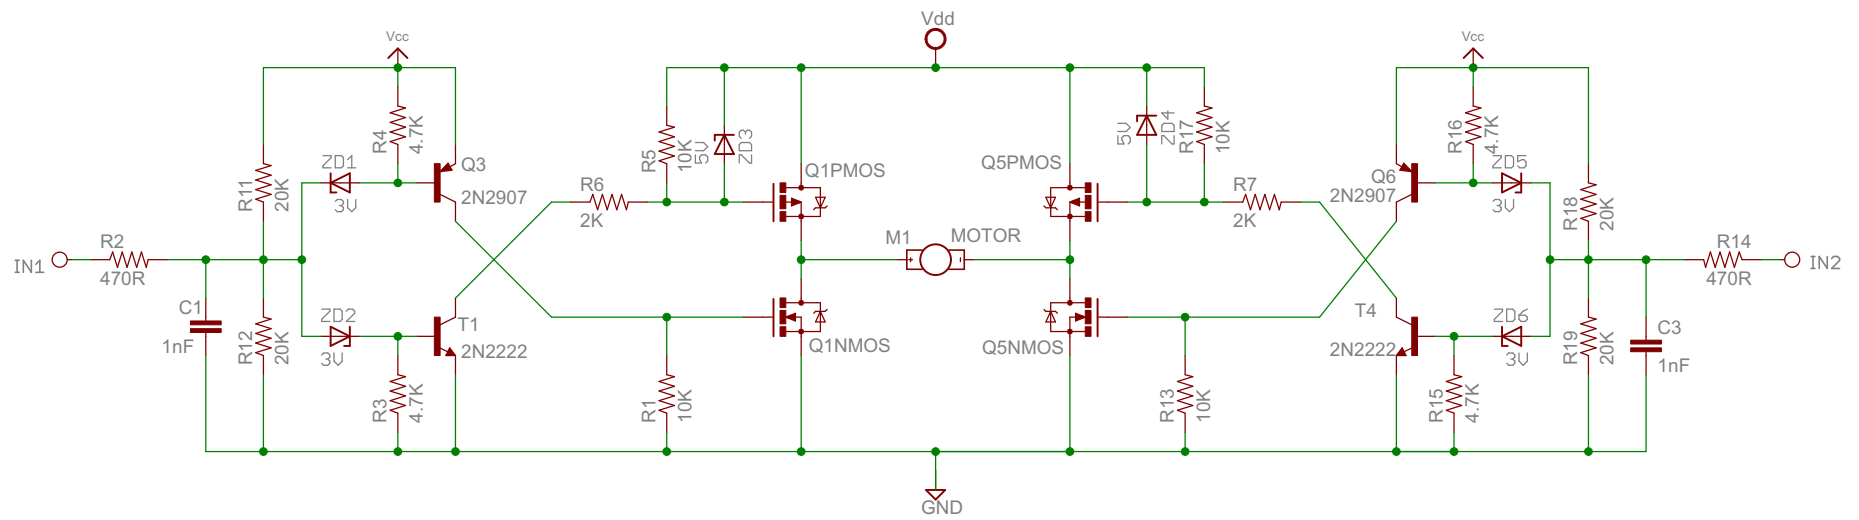 Vdd
Vcc
Vcc
R4
4.7K
ZD1
3V
Q3
2N2907
R11
20K
R5
10K
5V
ZD3
Q1PMOS
Q5PMOS
5V
ZD4
R17
10K
R16
4.7K
ZD5
3V
Q6
2N2907
R18
20K
R6
2K
R7
2K
IN1
R2
470R
M1
MOTOR
+
-
R14
470R
IN2
C1
1nF
R12
20K
ZD2
3V
T1
2N2222
R3
4.7K
R1
10K
Q1NMOS
Q5NMOS
R13
10K
T4
2N2222
ZD6
3V
R15
4.7K
R19
20K
C3
1nF
GND